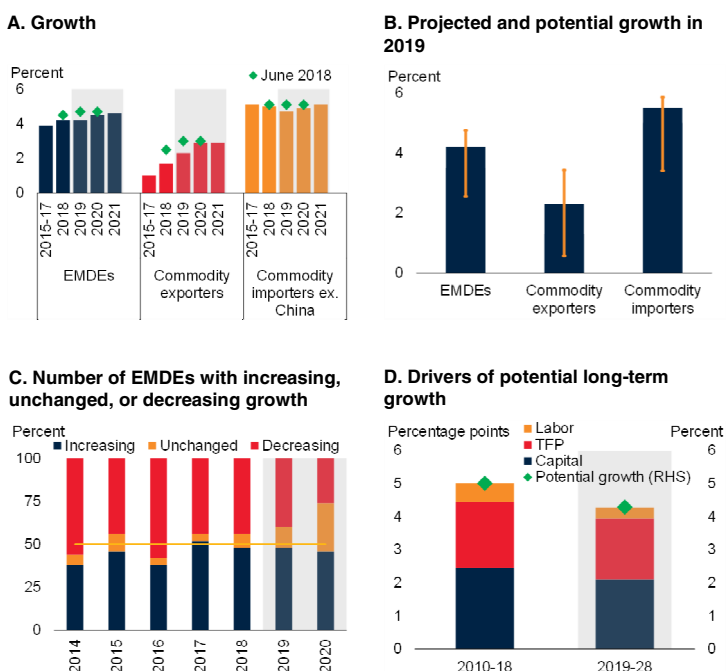 A. Growth
Percent
June 2018
6
4
2
0
2015-17
2018
2019
2020
2021
2015-17
2018
2019
2020
2021
2015-17
2018
2019
2020
2021
EMDEs
Commodity
exporters
Commodity
importers ex.
China
B. Projected and potential growth in
2019
Percent
6
4
2
0
EMDEs
Commodity
exporters
Commodity
importers
C. Number of EMDEs with increasing,
unchanged, or decreasing growth
Percent
Increasing Unchanged Decreasing
100
75
50
25
0
2014
2015
2016
2017
2018
2019
2020
D. Drivers of potential long-term
growth
Percentage points
Percent
Labor
TFP
Capital
Potential growth (RHS)
6
5
4
3
2
1
0
6
5
4
3
2
1
0
2010-18
2019-28